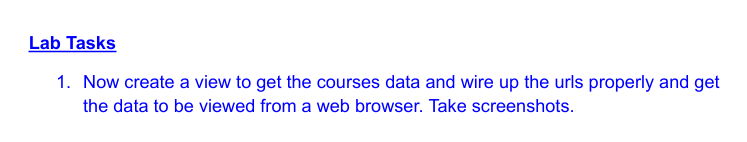 Lab Tasks
1. Now create a view to get the courses data and wire up the urls properly and get
the data to be viewed from a web browser. Take screenshots.